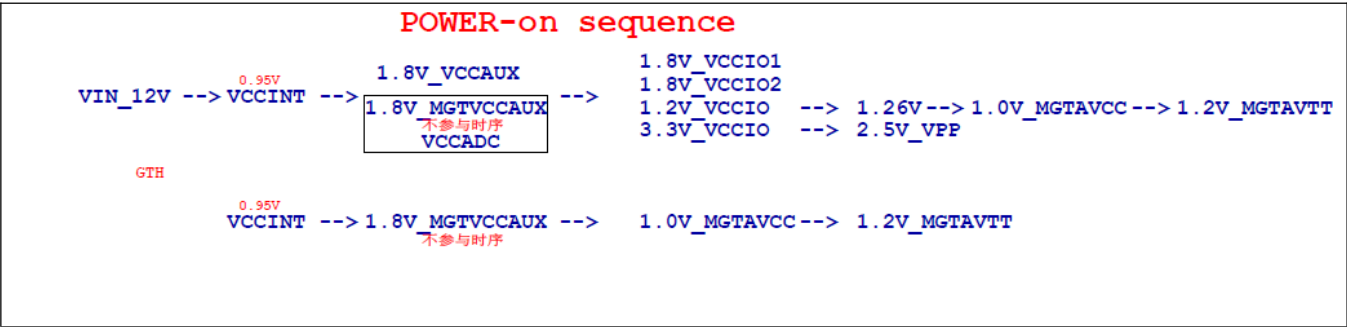 POWER-on sequence
0.95V
VIN_12V --> VCCINT -->
1.8V_VCCAUX
1.8V_MGTVCCAUX
不参与时序
VCCADC
-->
1.8V_VCCIO1
1.8V_VCCIO2
1.2V_VCCIO --> 1.26V--> 1.0V_MGTAVCC--> 1.2V_MGTAVTT
3.3V_VCCIO --> 2.5V_VPP
GTH
0.95V
VCCINT --> 1.8V_MGTVCCAUX --> 1.0V_MGTAVCC--> 1.2V_MGTAVTT
不参与时序